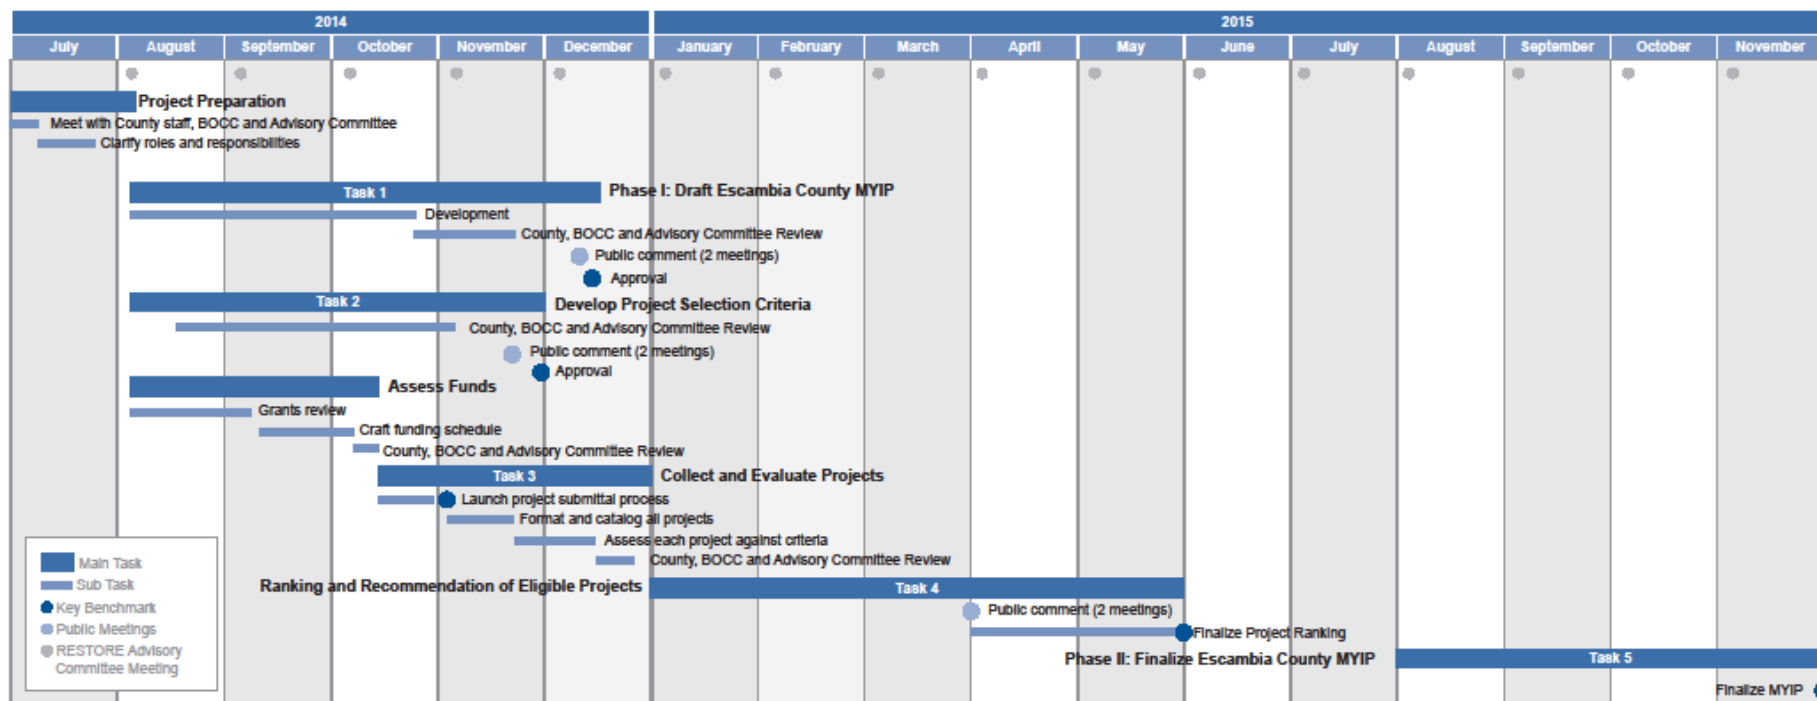 2014 2015
July August September October November December January February March April May June July August September October November
Project Preparation
Meet with County staff, BOCC and Advisory Committee
Clarify roles and responsibilities
Task 1 Phase I: Draft Escambia County MYIP
Development
County, BOCC and Advisory Committee Review
Public comment (2 meetings)
Approval
Task 2 Develop Project Selection Criteria
County, BOCC and Advisory Committee Review
Public comment (2 meetings)
Approval
Assess Funds
Grants review
Craft funding schedule
County, BOCC and Advisory Committee Review
Task 3 Collect and Evaluate Projects
Launch project submittal process
Format and catalog all projects
Assess each project against criteria
County, BOCC and Advisory Committee Review
Ranking and Recommendation of Eligible Projects Task 4
Public comment (2 meetings)
Finalize Project Ranking
Phase II: Finalize Escambia County MYIP Task 5
Finalize MYIP
Main Task
Sub Task
Key Benchmark
Public Meetings
RESTORE Advisory
Committee Meeting